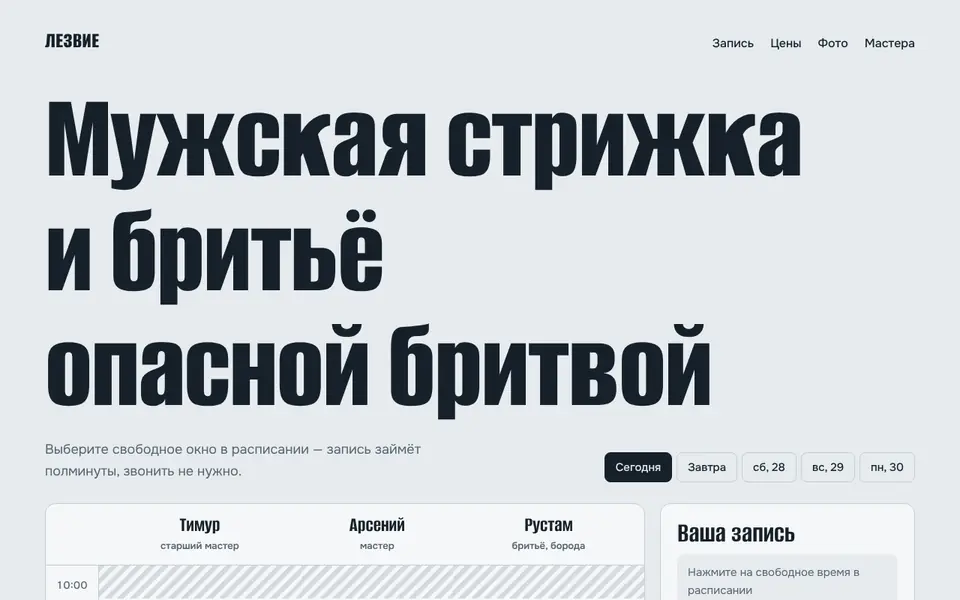 ЛЕЗВИЕ
Запись Цены Фото Мастера
Мужская стрижка
и бритьё
опасной бритвой
Выберите свободное окно в расписании — запись займёт
полминуты, звонить не нужно.
Сегодня Завтра сб, 28 вс, 29 пн, 30
Тимур Арсений Рустам
старший мастер мастер бритьё, борода
10:00
Ваша запись
Нажмите на свободное время в
расписании